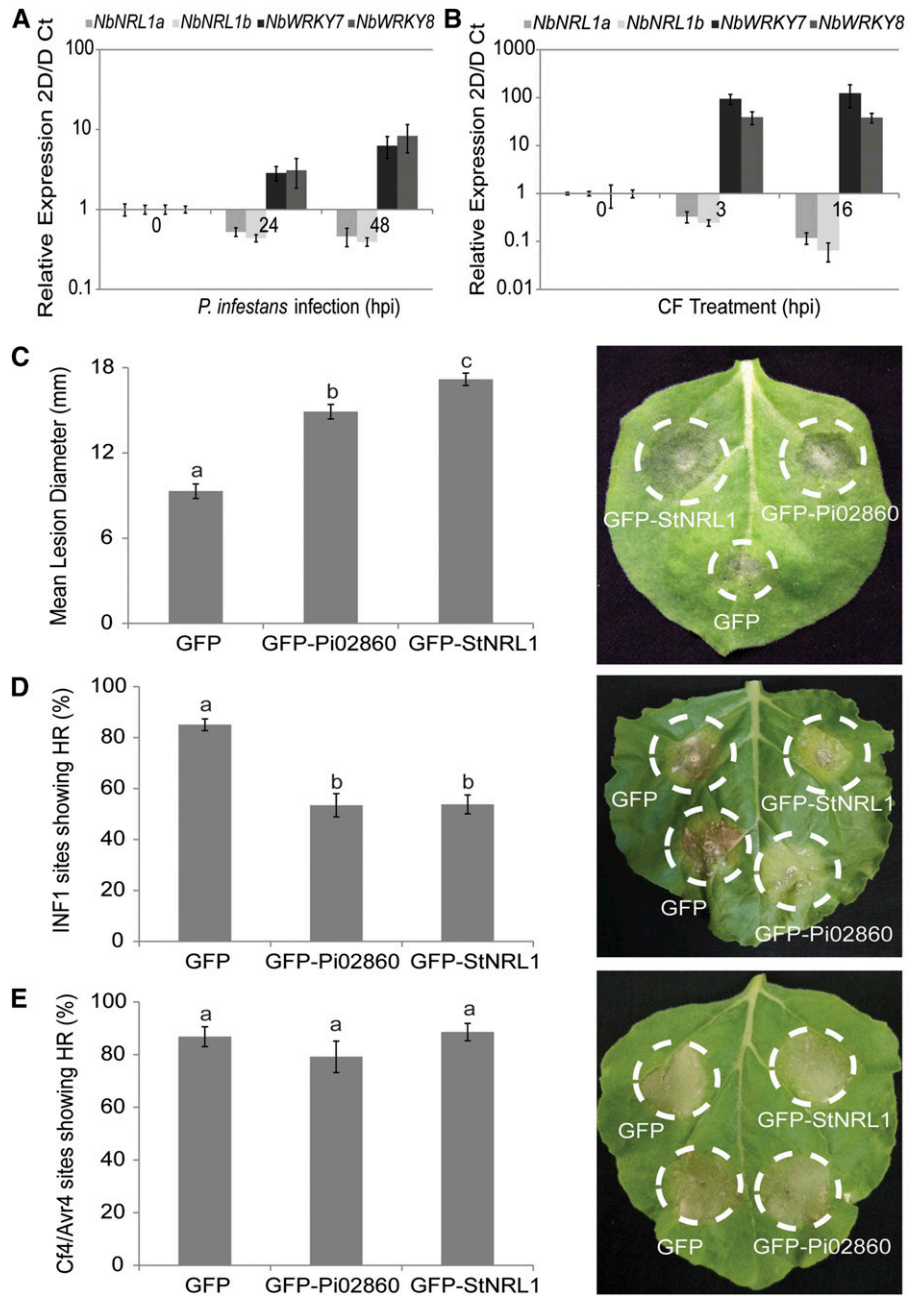 A
NbNRL1a NbNRL1b NbWRKY7 NbWRKY8
Relative Expression 2D/D Ct
100
10
1
0.1
0 24 48
P. infestans infection (hpi)
B
NbNRL1a NbNRL1b NbWRKY7 NbWRKY8
Relative Expression 2D/D Ct
1000
100
10
1
0.1
0.01
0 3 16
CF Treatment (hpi)
C
Mean Lesion Diameter (mm)
18
12
6
0
a b c
GFP GFP-Pi02860 GFP-StNRL1
GFP-StNRL1
GFP-Pi02860
GFP
D
INF1 sites showing HR (%)
100
80
60
40
20
0
a b b
GFP GFP-Pi02860 GFP-StNRL1
GFP
GFP-StNRL1
GFP
GFP-Pi02860
E
Cf4/Avr4 sites showing HR (%)
100
80
60
40
20
0
a a a
GFP GFP-Pi02860 GFP-StNRL1
GFP
GFP-StNRL1
GFP
GFP-Pi02860